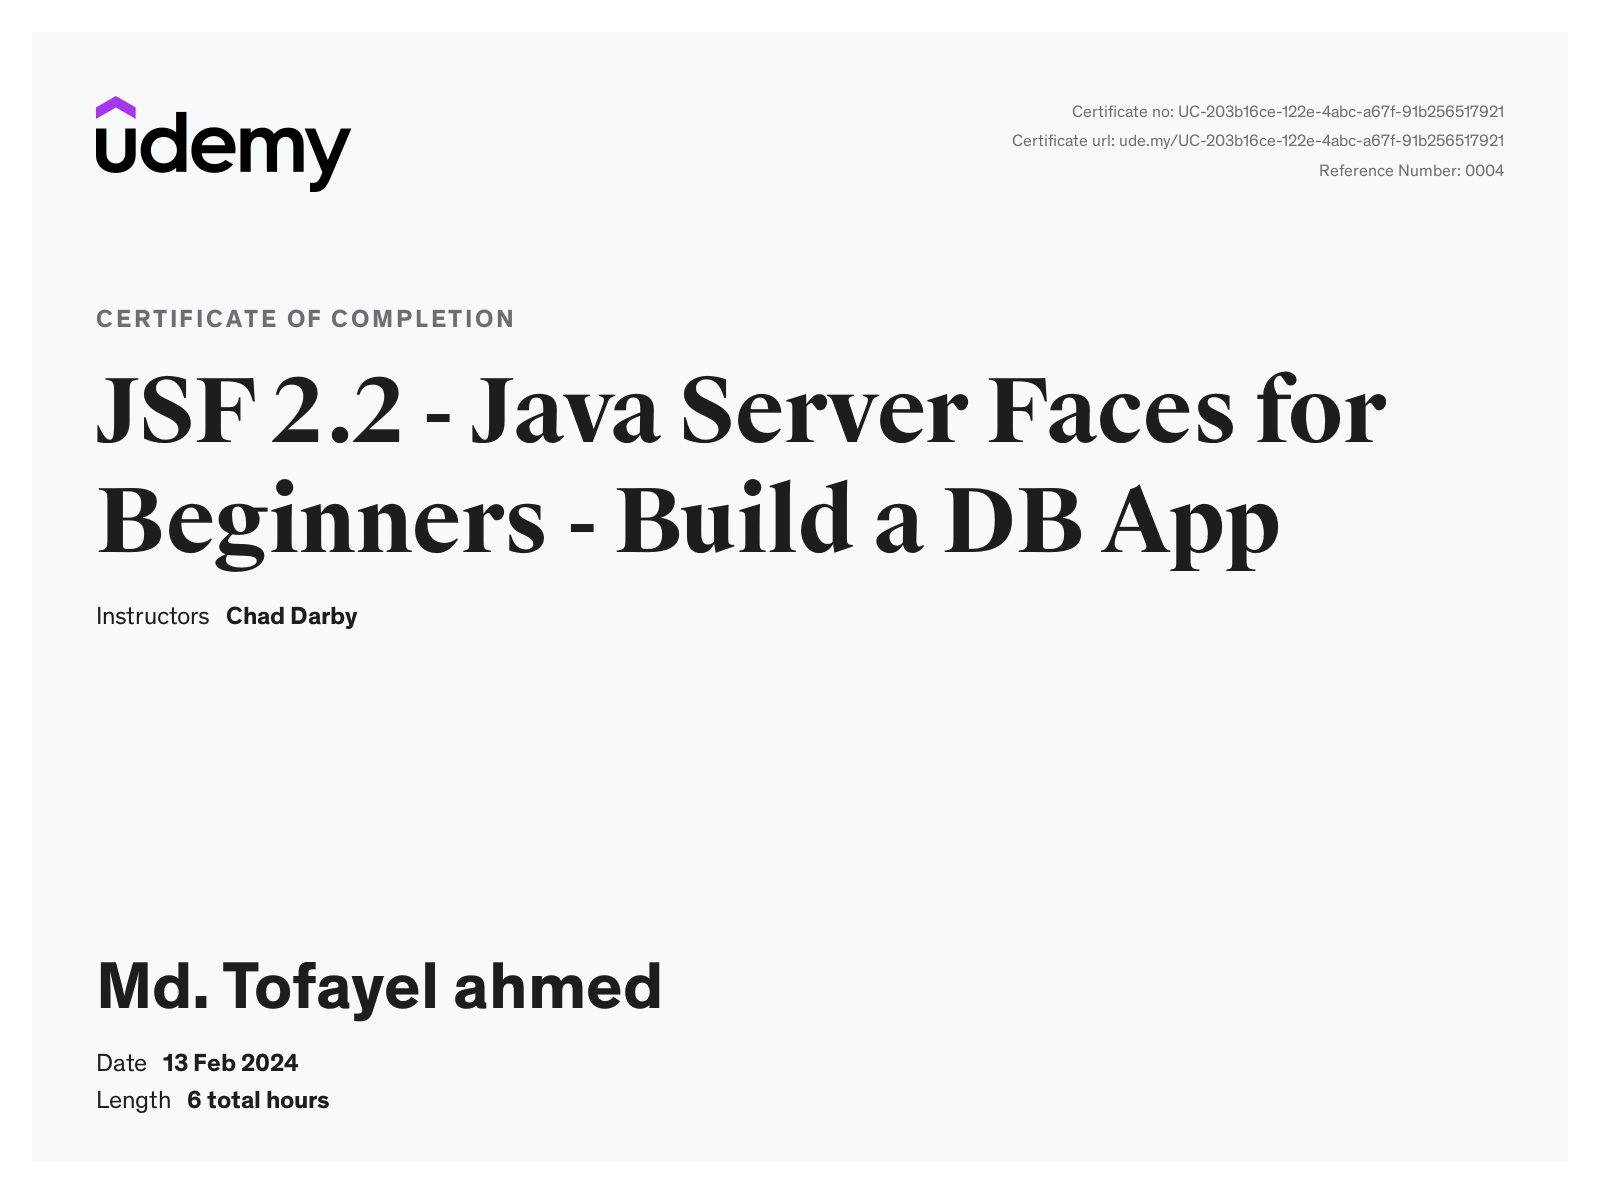 udemy
Certificate no: UC-203b16ce-122e-4abc-a67f-91b256517921
Certificate url: ude.my/UC-203b16ce-122e-4abc-a67f-91b256517921
Reference Number: 0004
CERTIFICATE OF COMPLETION
JSF 2.2 - Java Server Faces for
Beginners - Build a DB App
Instructors Chad Darby
Md. Tofayel ahmed
Date 13 Feb 2024
Length 6 total hours